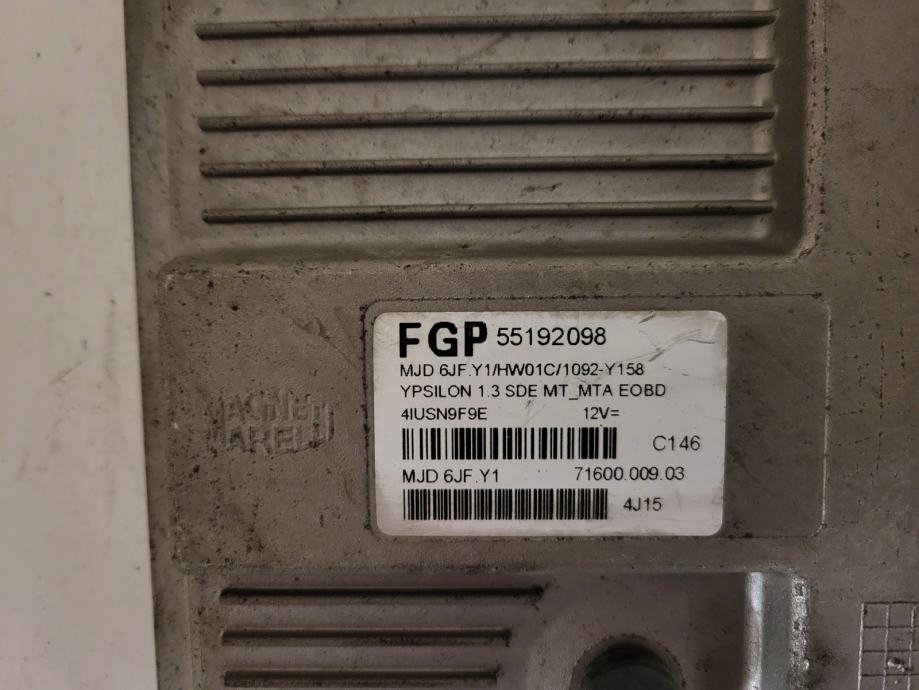 FGP 55192098
MJD 6JF.Y1/HW01C/1092-Y158
YPSILON 1.3 SDE MT_MTA EOBD
4IUSN9F9E 12V=
C146
MAGNETI
MARELLI
MJD 6JF.Y1 71600.009.03
4J15